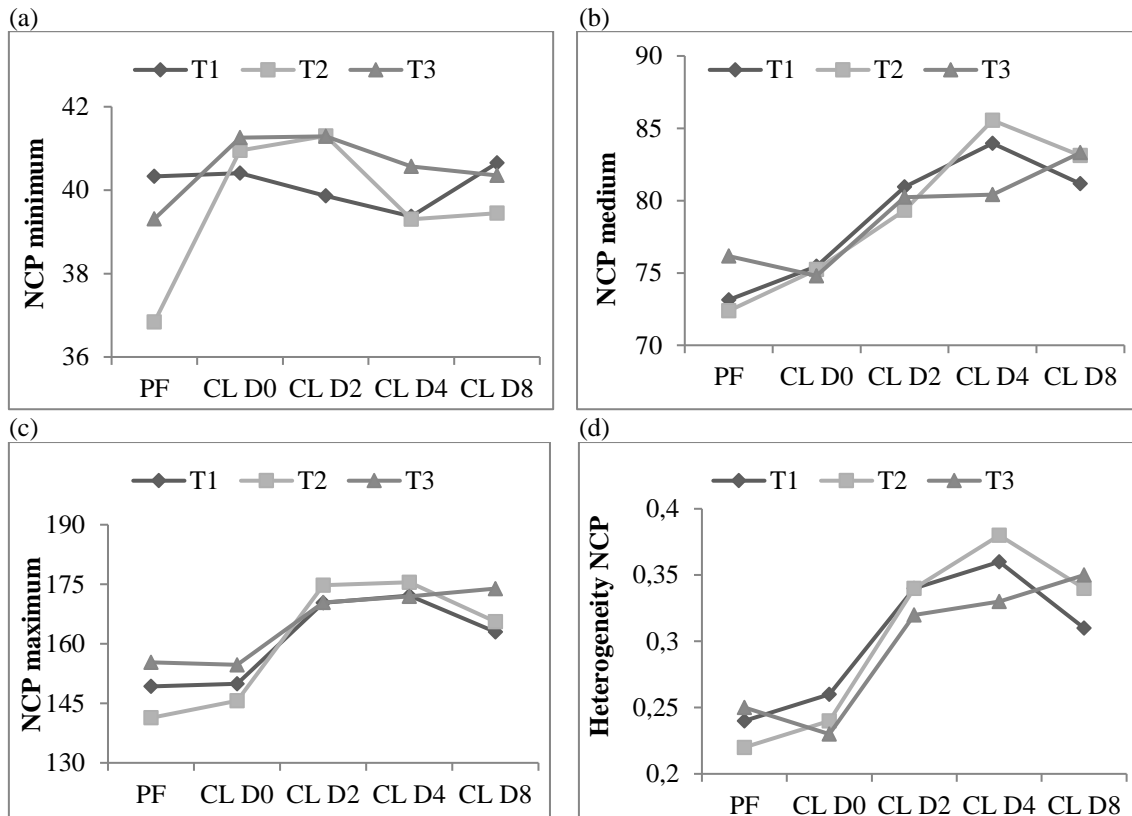 (a)
T1 T2 T3
42
40
38
36
NCP minimum
PF CL D0 CL D2 CL D4 CL D8
(b)
90
T1 T2 T3
85
80
75
70
NCP medium
PF CL D0 CL D2 CL D4 CL D8
(c)
T1 T2 T3
190
175
160
145
130
NCP maximum
PF CL D0 CL D2 CL D4 CL D8
(d)
T1 T2 T3
0,4
0,35
0,3
0,25
0,2
Heterogeneity NCP
PF CL D0 CL D2 CL D4 CL D8